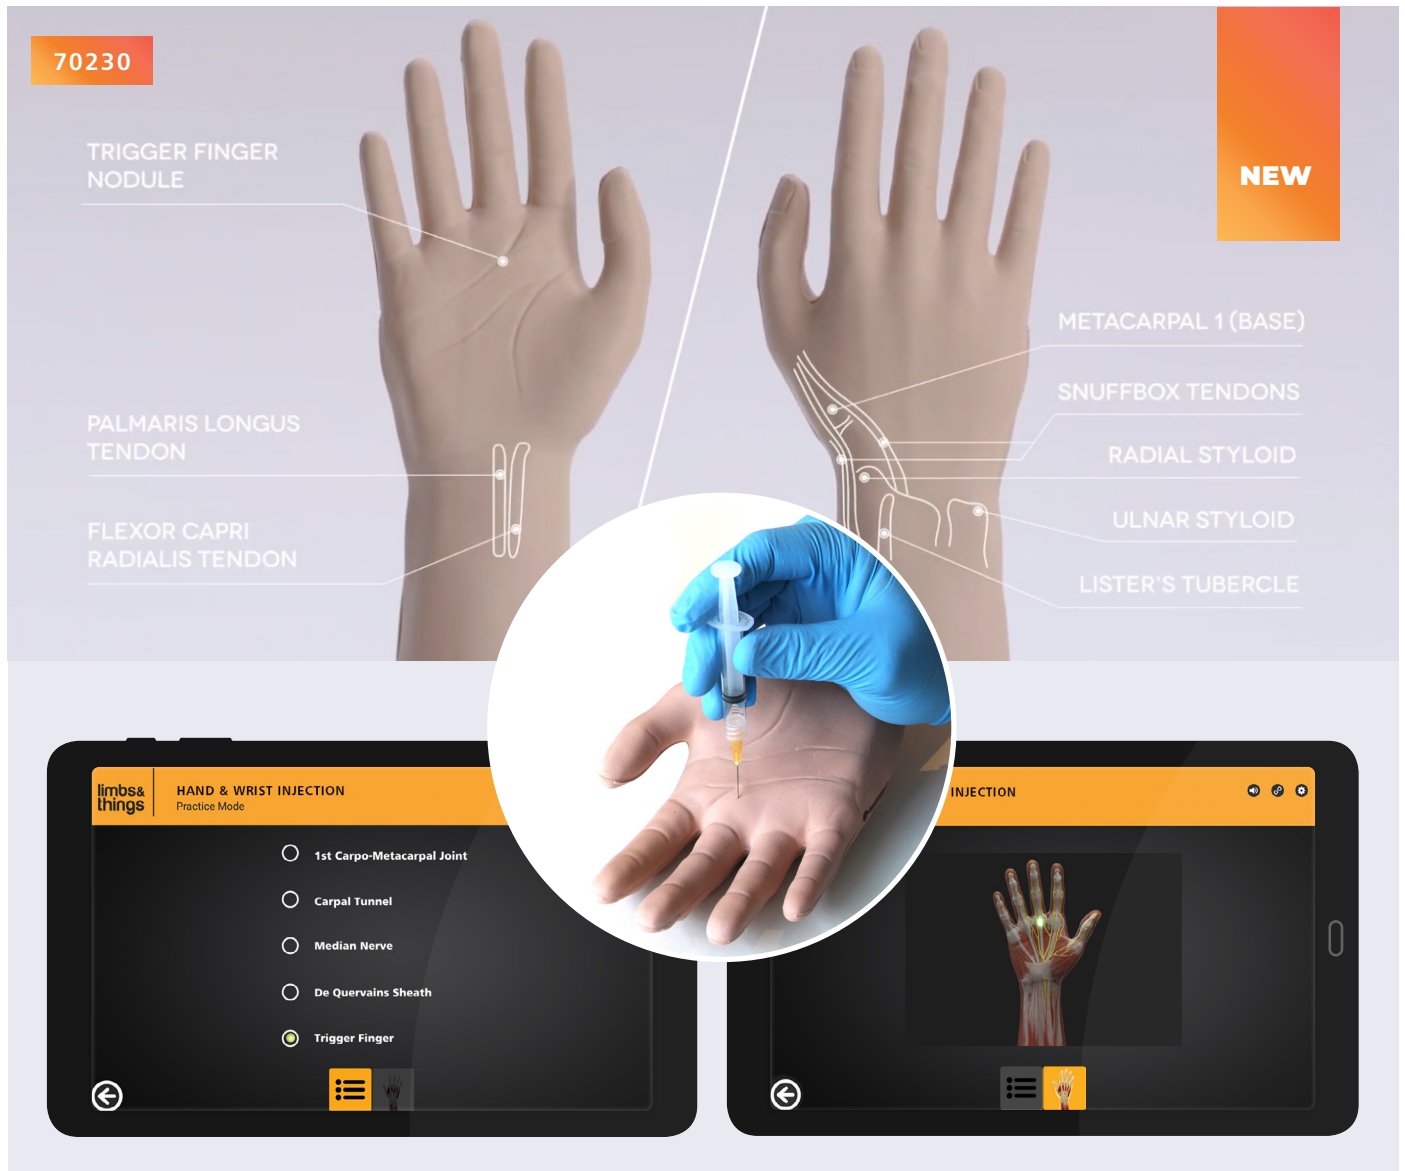 70230
NEW
TRIGGER FINGER
NODULE
PALMARIS LONGUS
TENDON
FLEXOR CAPRI
RADIALIS TENDON
METACARPAL 1 (BASE)
SNUFFBOX TENDONS
RADIAL STYLOID
ULNAR STYLOID
LISTER'S TUBERCLE
limbs&
things
HAND & WRIST INJECTION
Practice Mode
1st Carpo-Metacarpal Joint
Carpal Tunnel
Median Nerve
De Quervains Sheath
Trigger Finger
INJECTION